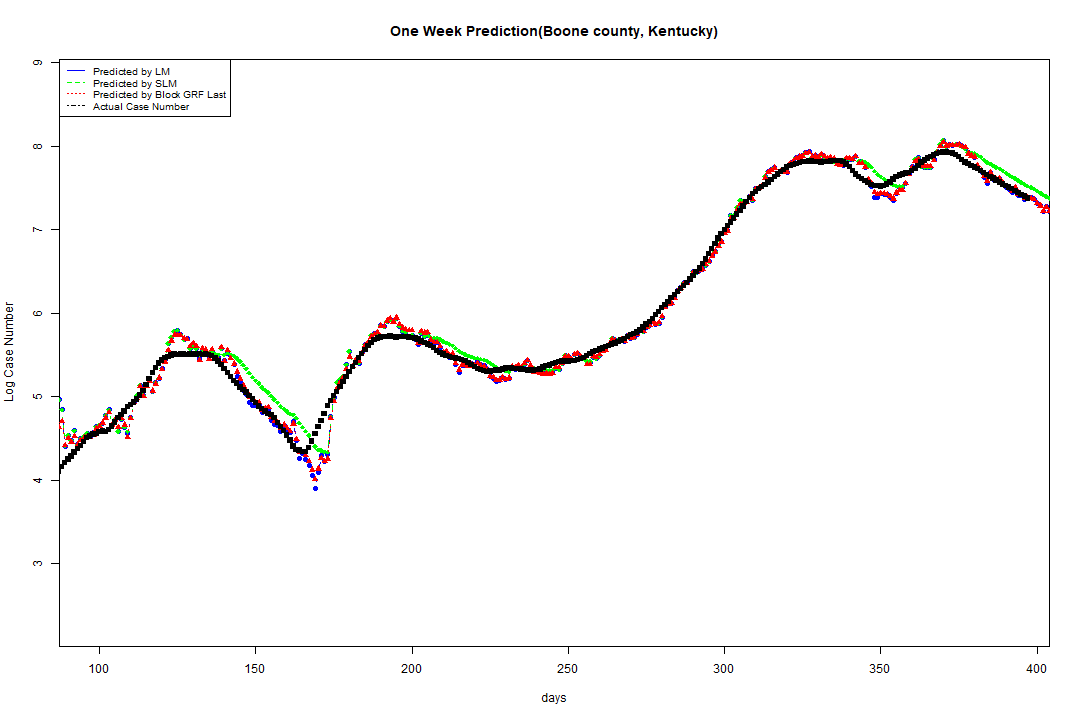 One Week Prediction(Boone county, Kentucky)
Predicted by LM
Predicted by SLM
Predicted by Block GRF Last
Actual Case Number
Log Case Number
9
8
7
6
5
4
3
100 150 200 250 300 350 400
days